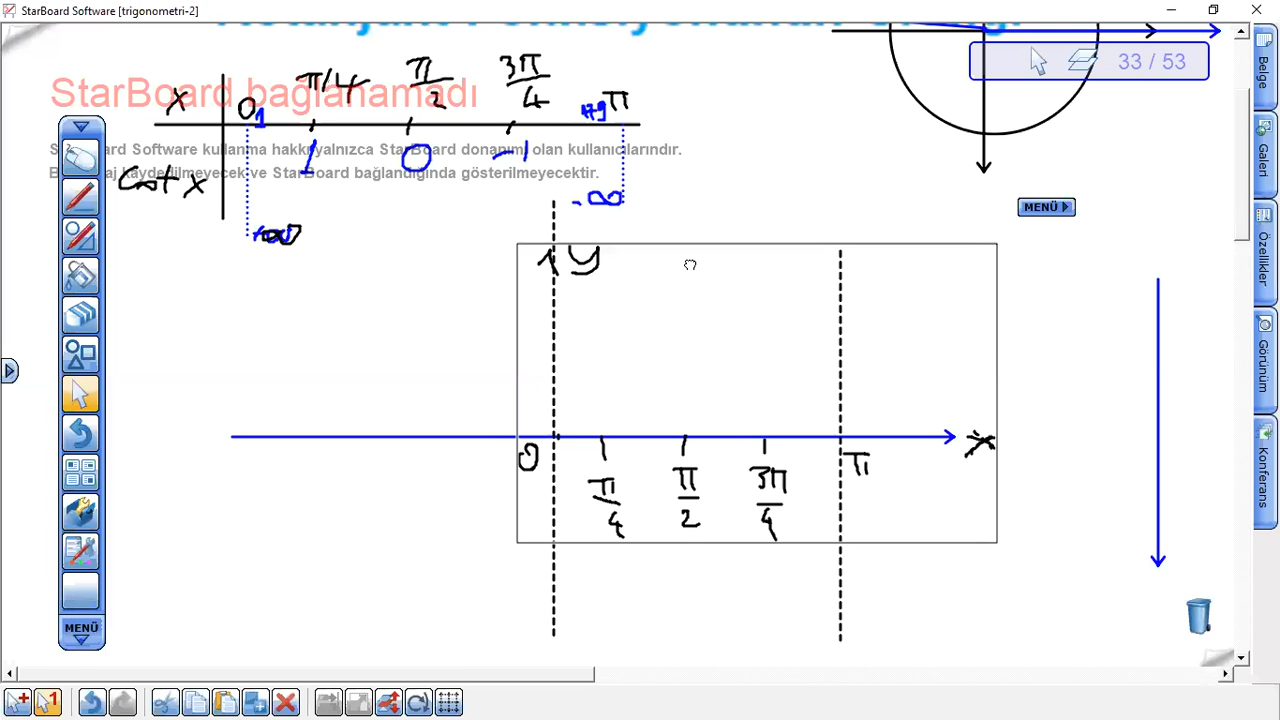 StarBoard Software [trigonometri-2]
33 / 53
StarBoard bağlanamadı
x 0 π/4 π/2 3π/4 π
Software kullanma hakkı yalnızca StarBoard donanımı olan kullanıcılarındır.
kaydedilmeyecek ve StarBoard bağlandığında gösterilmeyecektir.
Cot x 1 0 -1
+∞ -∞
MENÜ
y
x
0 π/4 π/2 3π/4 π
MENÜ
Belge
Galeri
Özellikler
Görünüm
Konferans